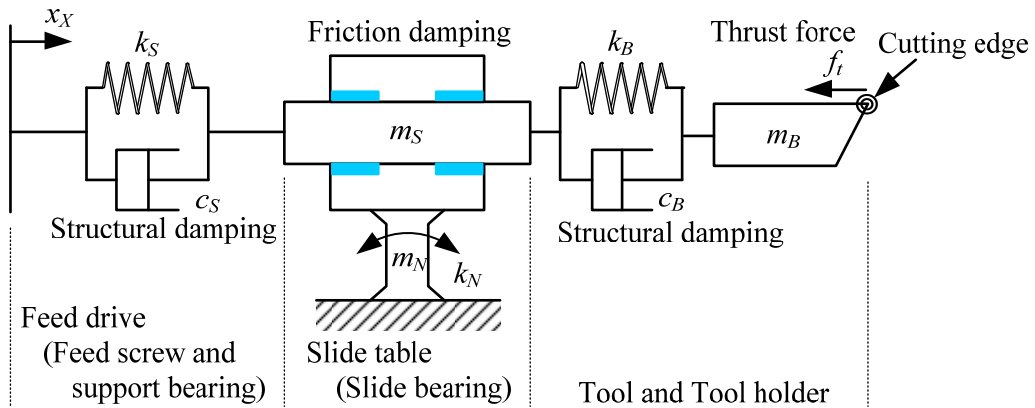 x_X
k_S
Friction damping
k_B
Thrust force
f_t
Cutting edge
m_S
m_B
c_S
Structural damping
c_B
Structural damping
m_N
k_N
Feed drive
(Feed screw and
support bearing)
Slide table
(Slide bearing)
Tool and Tool holder